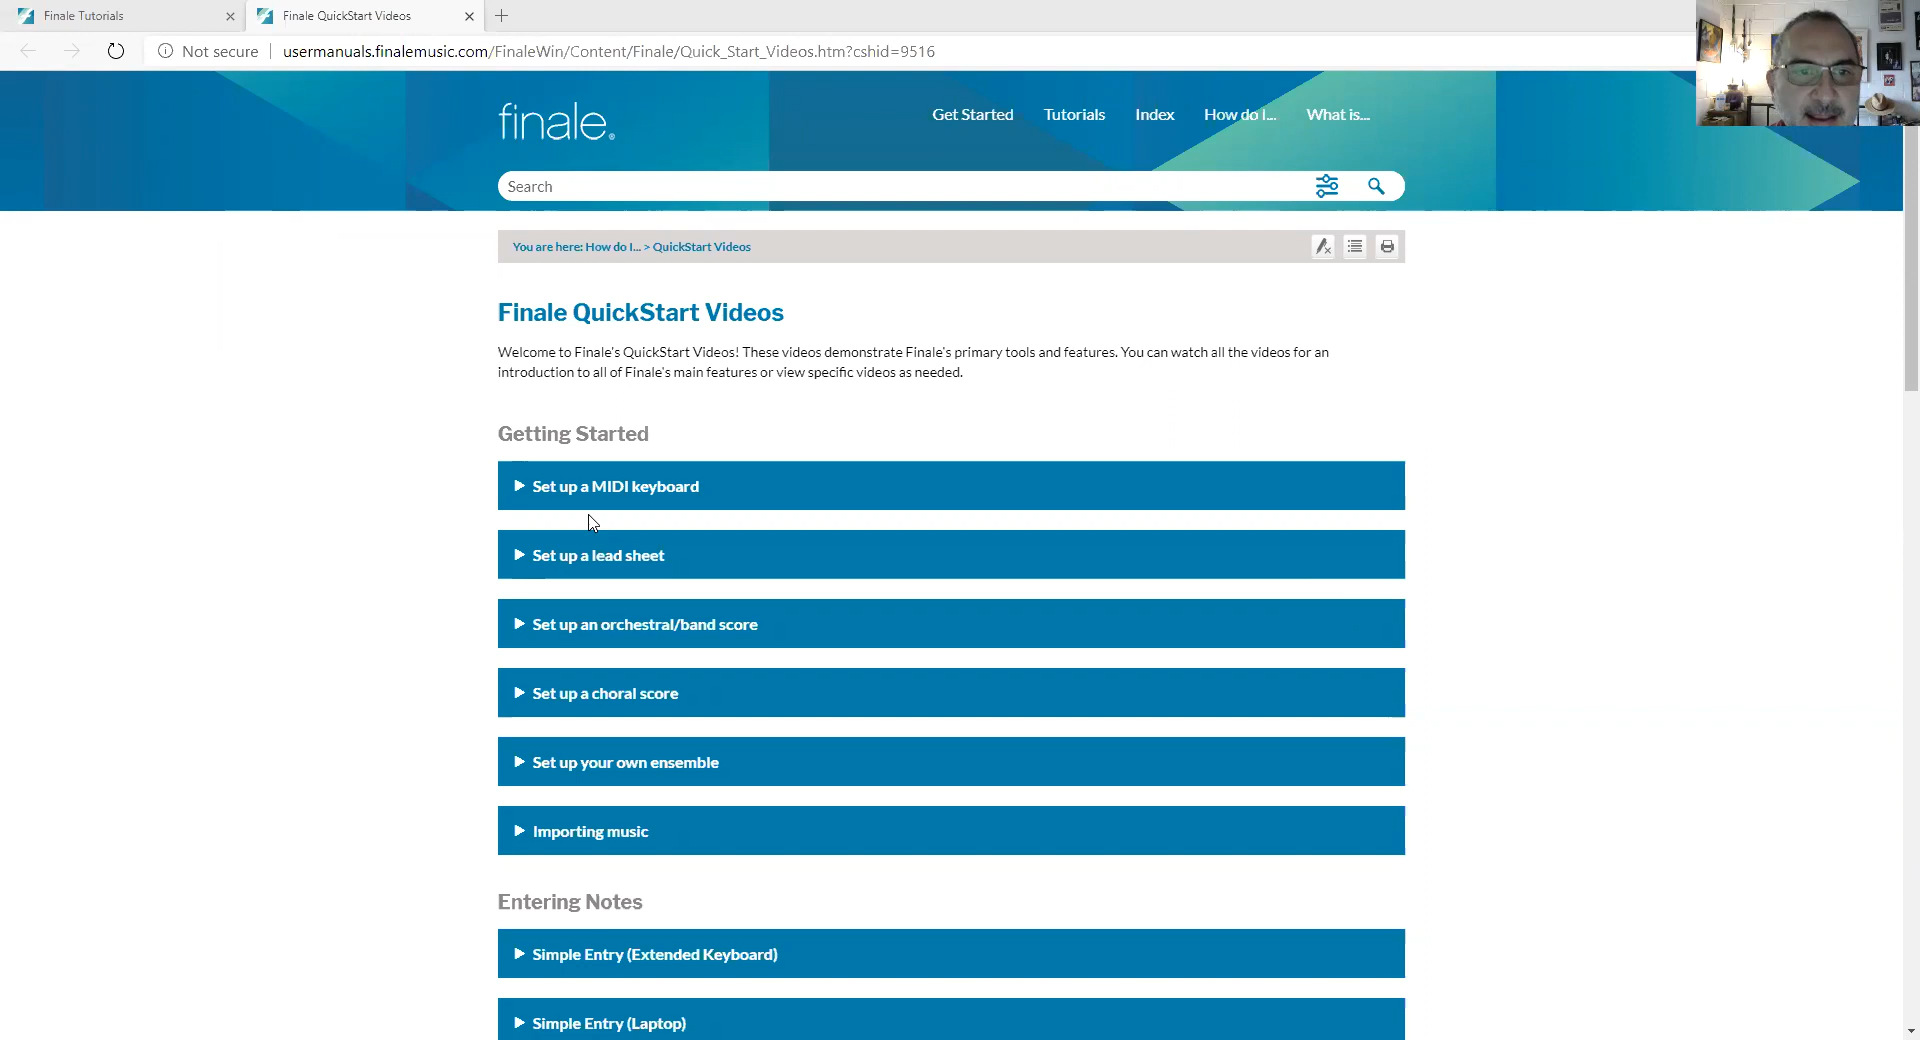 Finale Tutorials
Finale QuickStart Videos
Not secure
usermanuals.finalemusic.com/FinaleWin/Content/Finale/Quick_Start_Videos.htm?cshid=9516
finale.
Get Started
Tutorials
Index
How do I...
What is...
Search
You are here: How do I... > QuickStart Videos
Finale QuickStart Videos
Welcome to Finale's QuickStart Videos! These videos demonstrate Finale's primary tools and features. You can watch all the videos for an
introduction to all of Finale's main features or view specific videos as needed.
Getting Started
Set up a MIDI keyboard
Set up a lead sheet
Set up an orchestral/band score
Set up a choral score
Set up your own ensemble
Importing music
Entering Notes
Simple Entry (Extended Keyboard)
Simple Entry (Laptop)